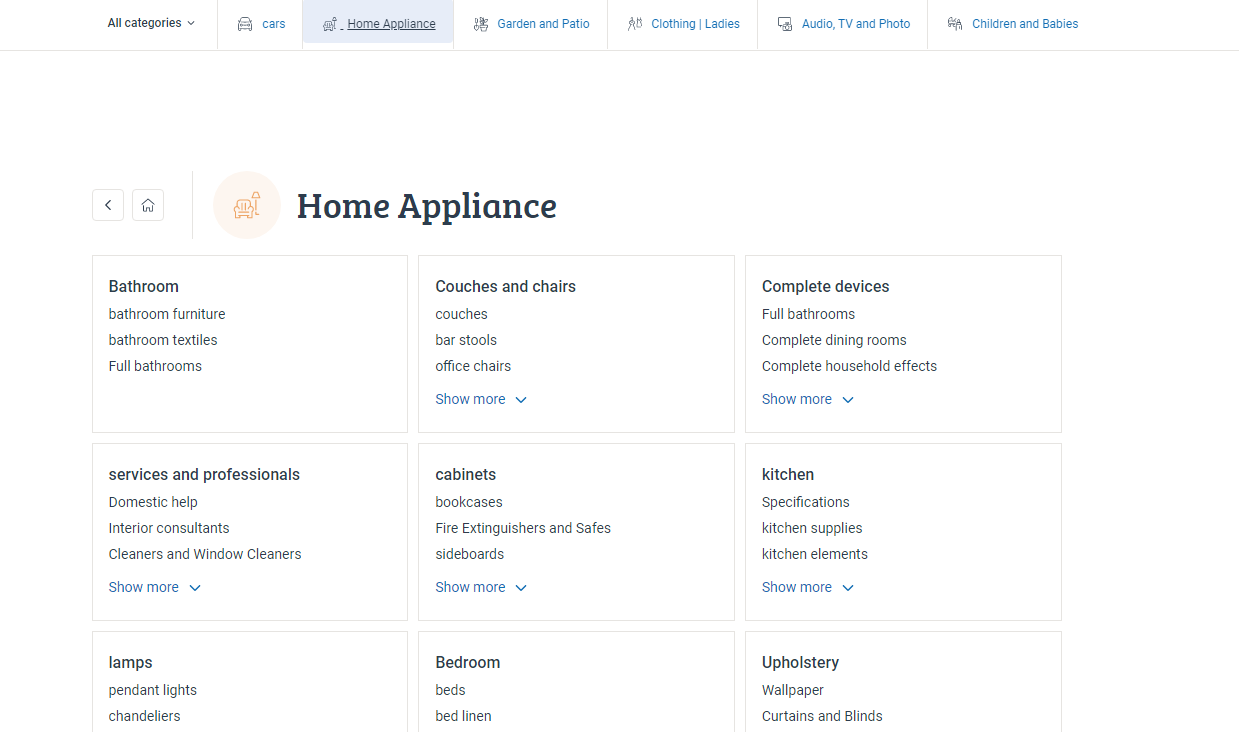 All categories
cars
Home Appliance
Garden and Patio
Clothing | Ladies
Audio, TV and Photo
Children and Babies
Home Appliance
Bathroom
bathroom furniture
bathroom textiles
Full bathrooms
Couches and chairs
couches
bar stools
office chairs
Show more
Complete devices
Full bathrooms
Complete dining rooms
Complete household effects
Show more
services and professionals
Domestic help
Interior consultants
Cleaners and Window Cleaners
Show more
cabinets
bookcases
Fire Extinguishers and Safes
sideboards
Show more
kitchen
Specifications
kitchen supplies
kitchen elements
Show more
lamps
pendant lights
chandeliers
Bedroom
beds
bed linen
Upholstery
Wallpaper
Curtains and Blinds